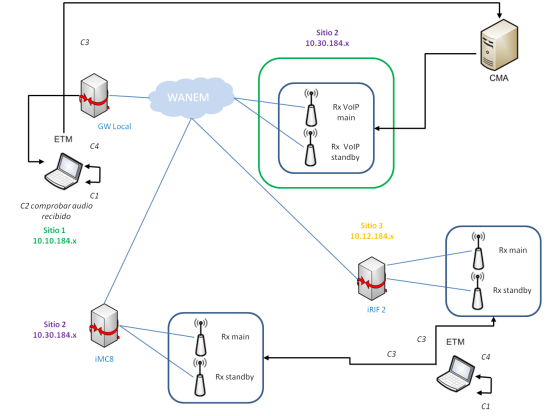 Sitio 2
10.30.184.x
C3
CMA
WANEM
Rx VoIP
main
GW Local
ETM
C4
Rx VoIP
standby
C1
C2 comprobar audio
recibido
Sitio 1
10.10.184.x
Sitio 3
10.12.184.x
Rx main
Rx standby
iRIF 2
Sitio 2
10.30.184.x
iMC8
Rx main
Rx standby
C3
C3
ETM
C4
C1